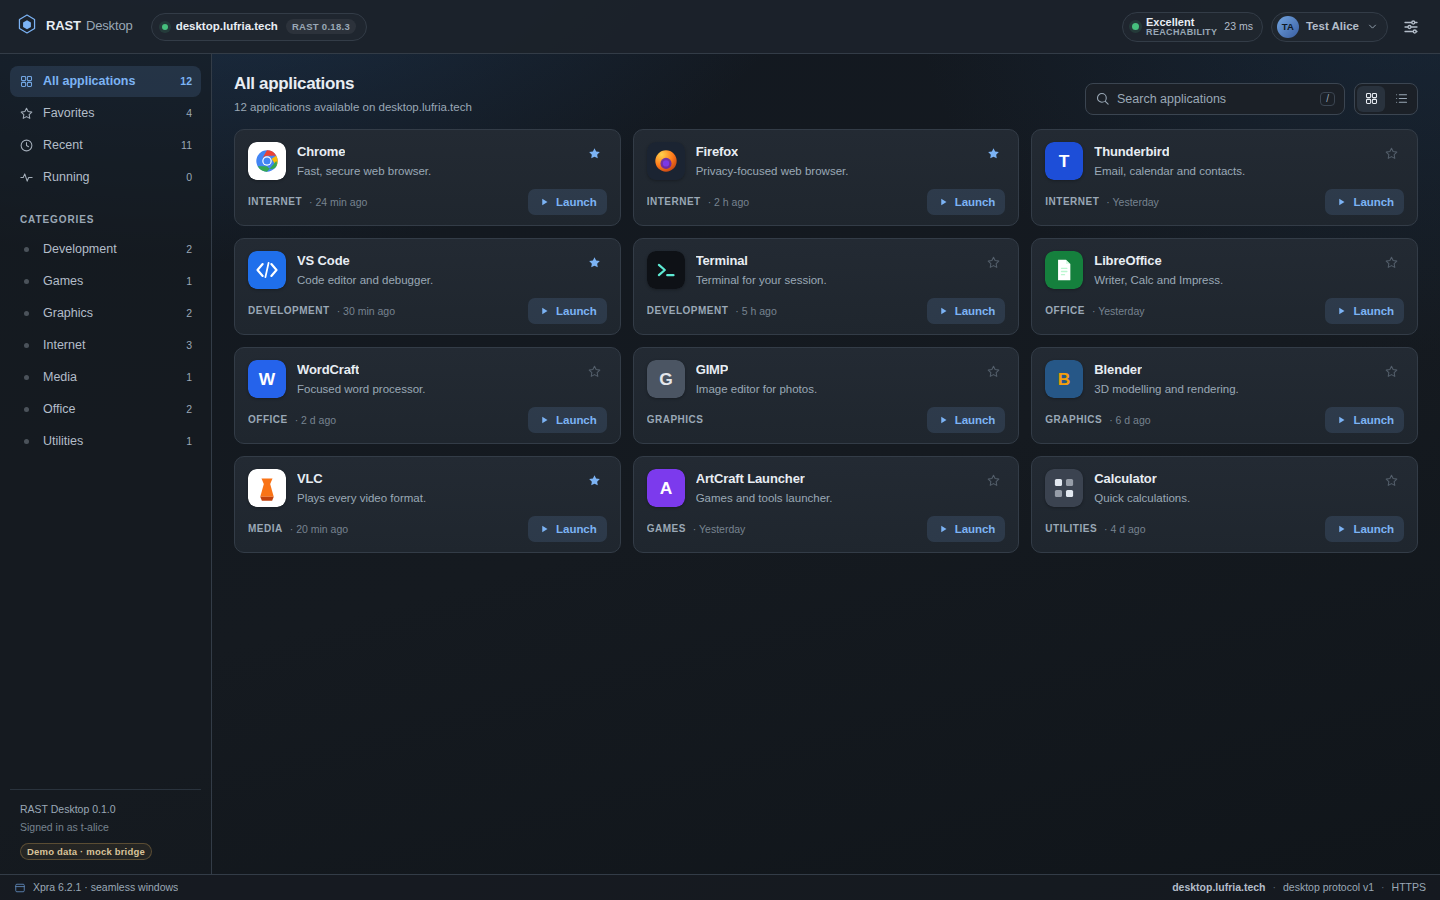 RAST Desktop
desktop.lufria.tech RAST 0.18.3
Excellent
REACHABILITY
23 ms
TA Test Alice
All applications 12
Favorites 4
Recent 11
Running 0
CATEGORIES
Development 2
Games 1
Graphics 2
Internet 3
Media 1
Office 2
Utilities 1
RAST Desktop 0.1.0
Signed in as t-alice
Demo data · mock bridge
All applications
12 applications available on desktop.lufria.tech
Search applications /
Chrome
Fast, secure web browser.
INTERNET · 24 min ago Launch
Firefox
Privacy-focused web browser.
INTERNET · 2 h ago Launch
T Thunderbird
Email, calendar and contacts.
INTERNET · Yesterday Launch
VS Code
Code editor and debugger.
DEVELOPMENT · 30 min ago Launch
Terminal
Terminal for your session.
DEVELOPMENT · 5 h ago Launch
LibreOffice
Writer, Calc and Impress.
OFFICE · Yesterday Launch
W WordCraft
Focused word processor.
OFFICE · 2 d ago Launch
G GIMP
Image editor for photos.
GRAPHICS Launch
B Blender
3D modelling and rendering.
GRAPHICS · 6 d ago Launch
VLC
Plays every video format.
MEDIA · 20 min ago Launch
A ArtCraft Launcher
Games and tools launcher.
GAMES · Yesterday Launch
Calculator
Quick calculations.
UTILITIES · 4 d ago Launch
Xpra 6.2.1 · seamless windows
desktop.lufria.tech · desktop protocol v1 · HTTPS